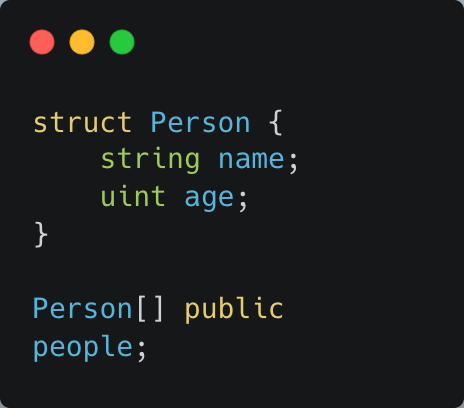 struct Person {
    string name;
    uint age;
}

Person[] public
people;